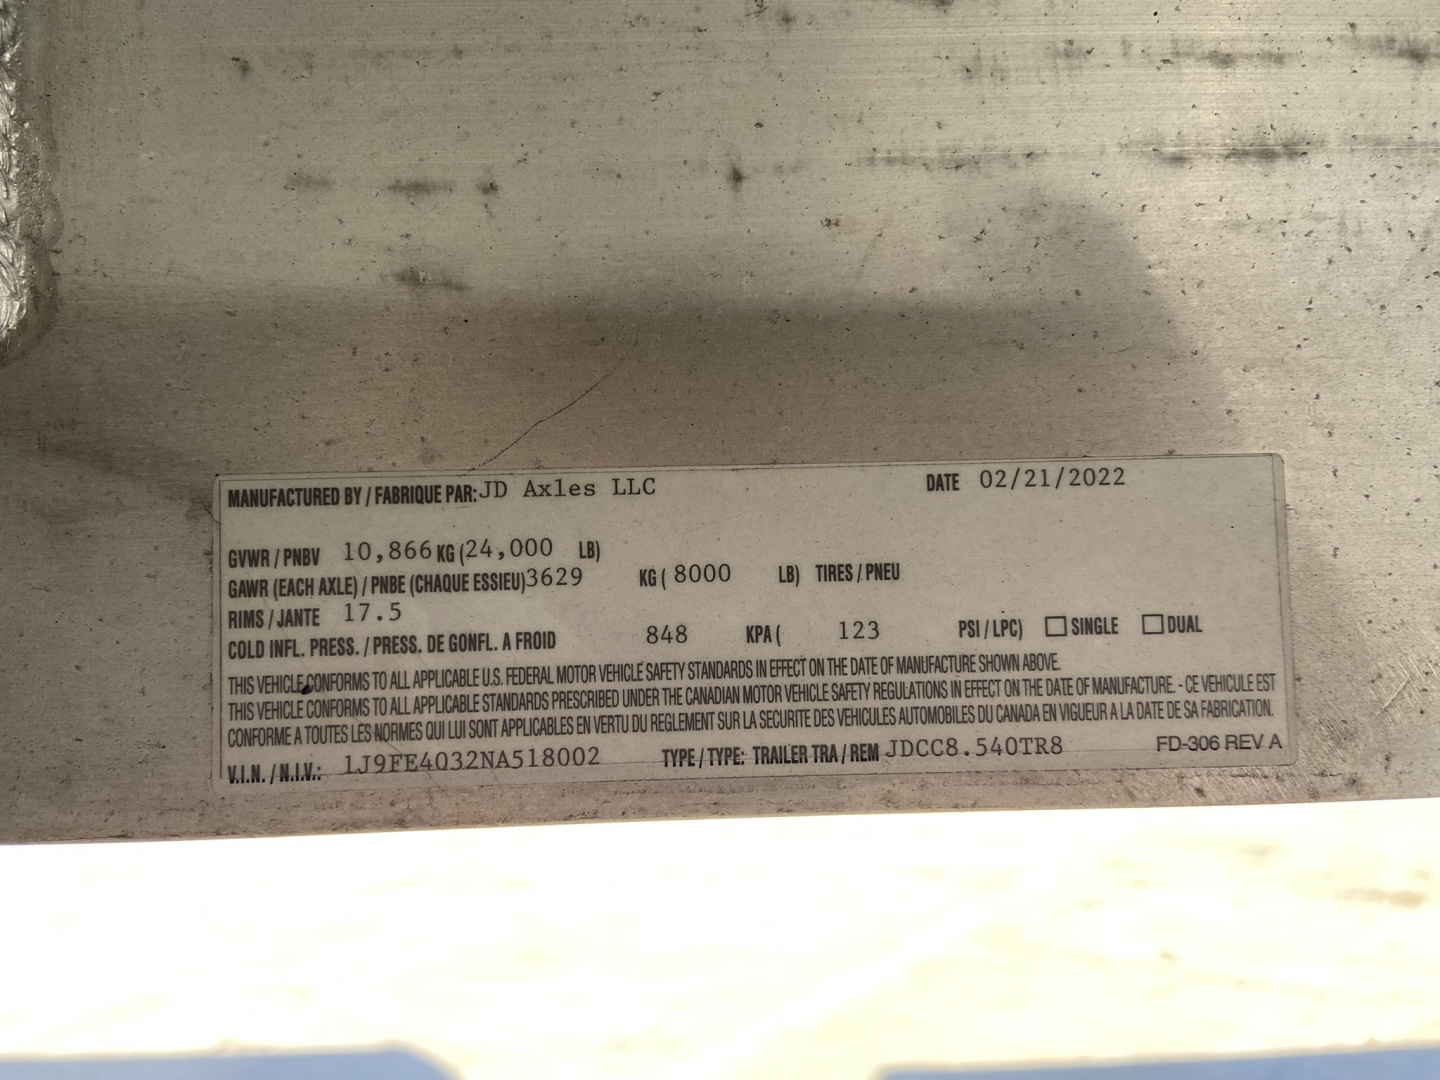 MANUFACTURED BY / FABRIQUE PAR: JD Axles LLC DATE 02/21/2022
GVWR / PNBV 10,866 KG (24,000 LB)
GAWR (EACH AXLE) / PNBE (CHAQUE ESSIEU) 3629 KG ( 8000 LB) TIRES / PNEU
RIMS / JANTE 17.5
COLD INFL. PRESS. / PRESS. DE GONFL. A FROID 848 KPA ( 123 PSI / LPC) ☐ SINGLE ☐ DUAL
THIS VEHICLE CONFORMS TO ALL APPLICABLE U.S. FEDERAL MOTOR VEHICLE SAFETY STANDARDS IN EFFECT ON THE DATE OF MANUFACTURE SHOWN ABOVE.
THIS VEHICLE CONFORMS TO ALL APPLICABLE STANDARDS PRESCRIBED UNDER THE CANADIAN MOTOR VEHICLE SAFETY REGULATIONS IN EFFECT ON THE DATE OF MANUFACTURE. - CE VEHICULE EST
CONFORME A TOUTES LES NORMES QUI LUI SONT APPLICABLES EN VERTU DU REGLEMENT SUR LA SECURITE DES VEHICULES AUTOMOBILES DU CANADA EN VIGUEUR A LA DATE DE SA FABRICATION.
V.I.N. / N.I.V.: 1J9FE4032NA518002 TYPE / TYPE: TRAILER TRA / REM JDCC8.540TR8 FD-306 REV A